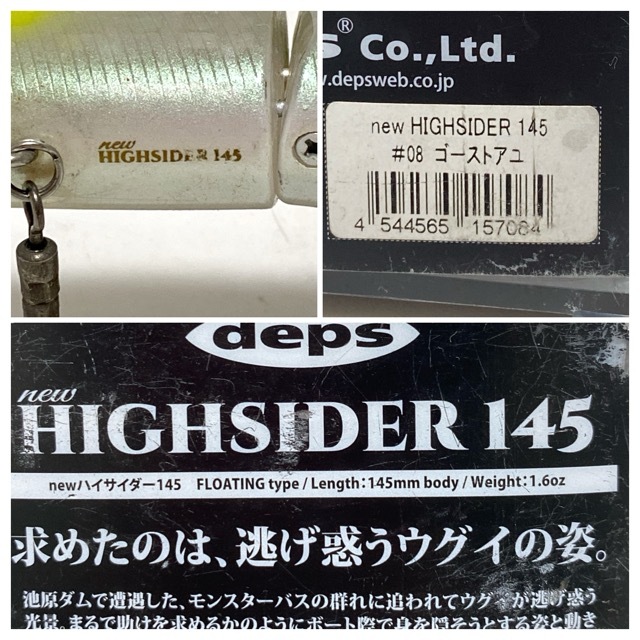 new
HIGHSIDER 145
S® Co.,Ltd.
w.depsweb.co.jp
new HIGHSIDER 145
#08 ゴーストアユ
4 544565 157084
deps
new
HIGHSIDER 145
newハイサイダー145 FLOATING type / Length:145mm body / Weight:1.6oz
求めたのは、逃げ惑うウグイの姿。
池原ダムで遭遇した、モンスターバスの群れに追われてウグイが逃げ惑う
光景。まるで助けを求めるかのようにボート際で身を隠そうとする姿と動き